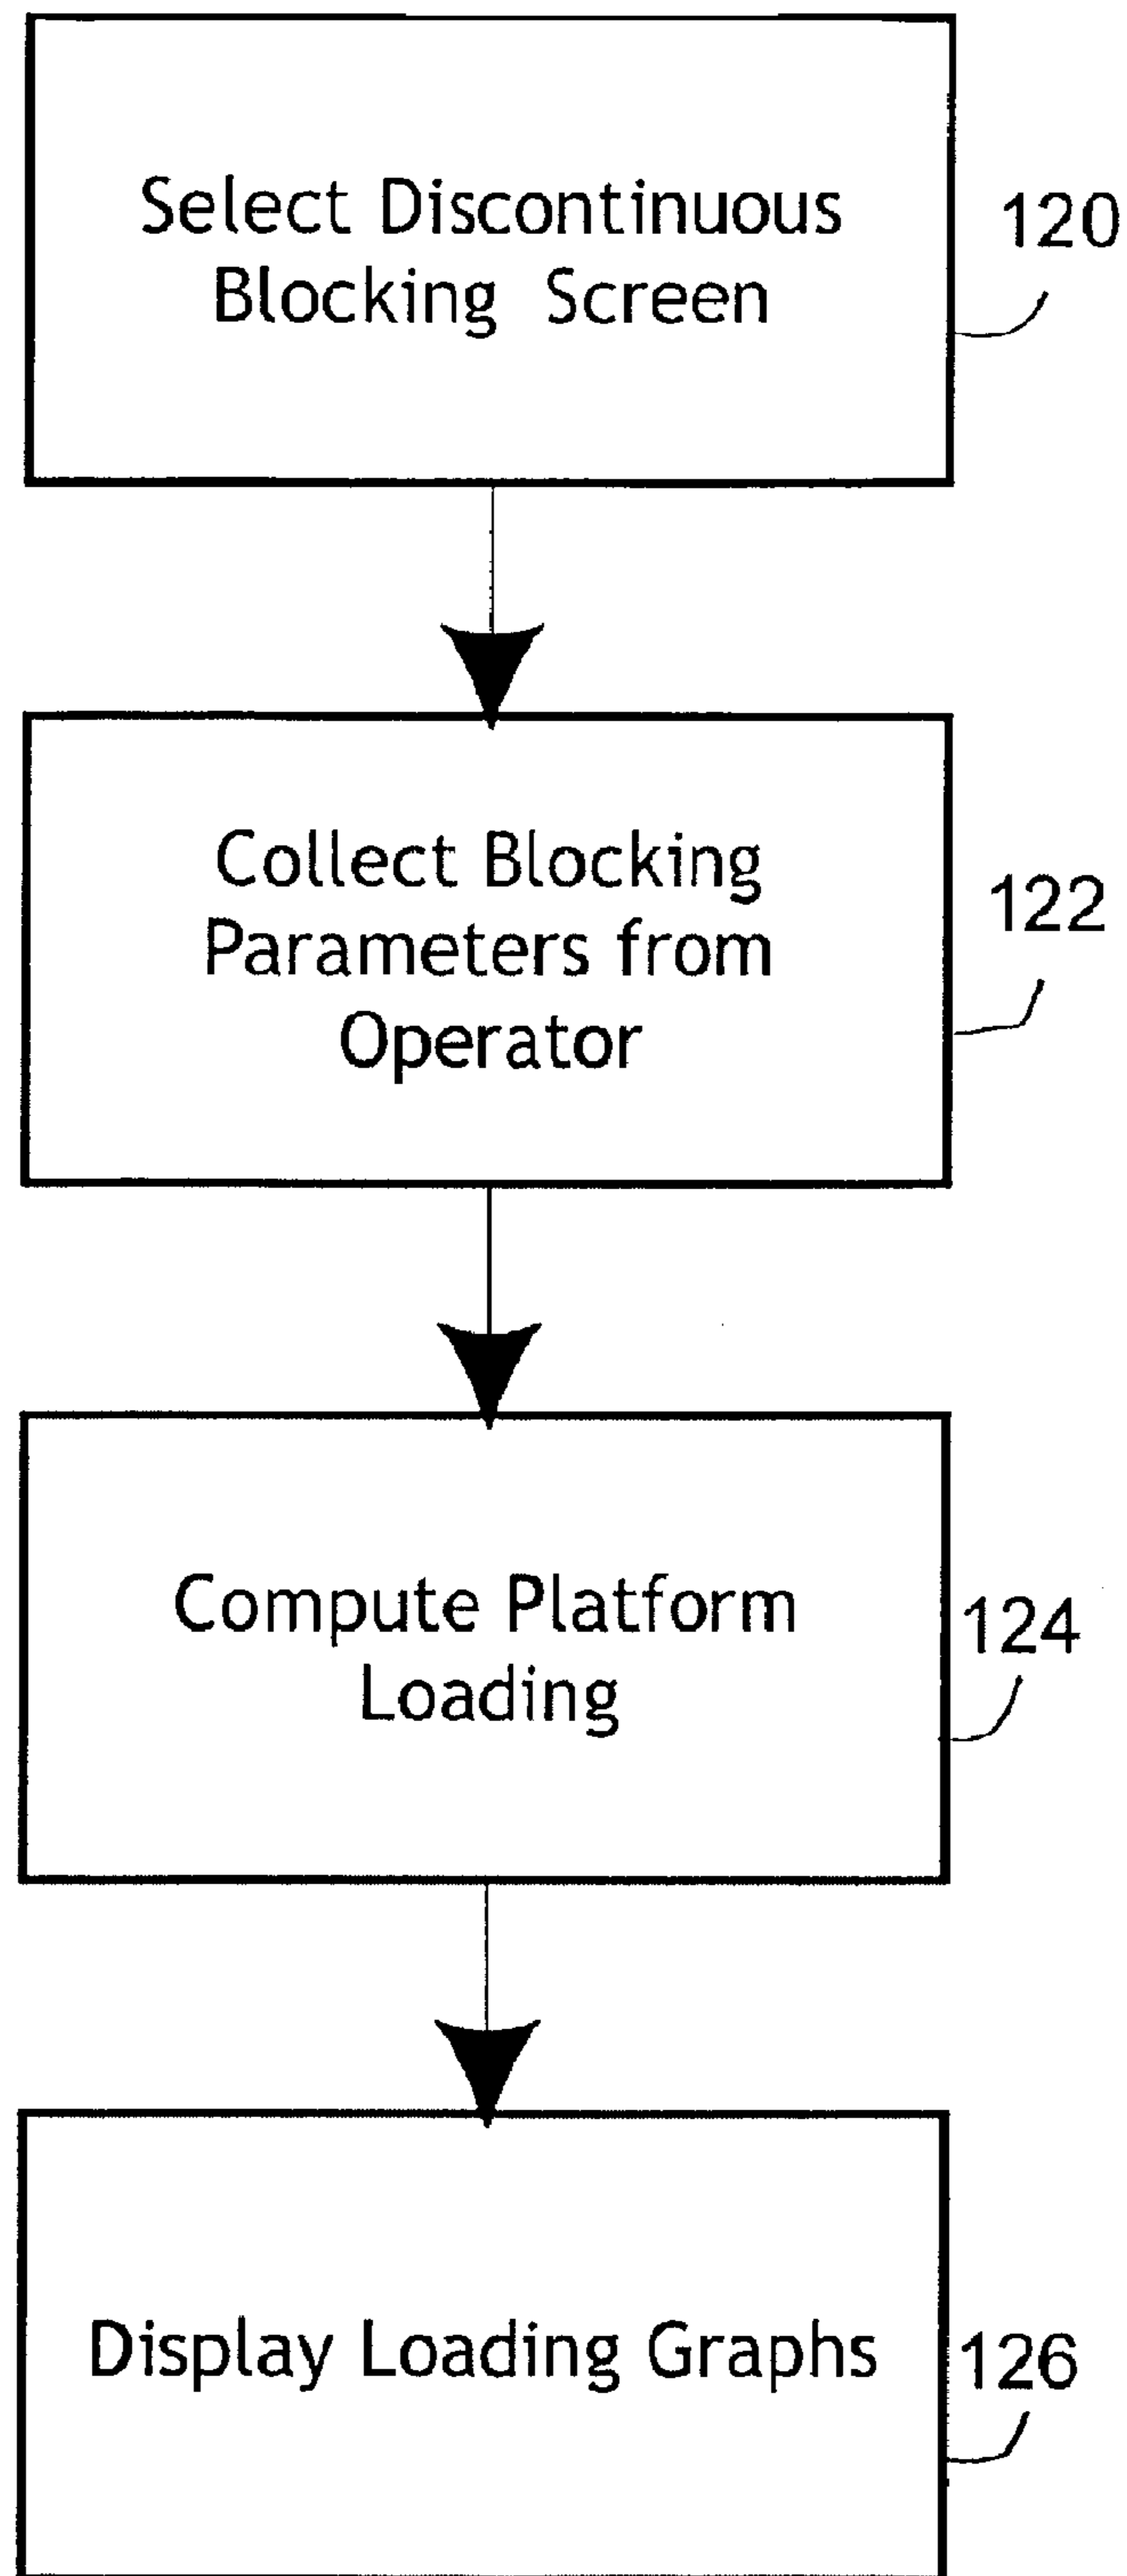 Select Discontinuous
Blocking Screen
120
Collect Blocking
Parameters from
Operator
122
Compute Platform
Loading
124
Display Loading Graphs
126